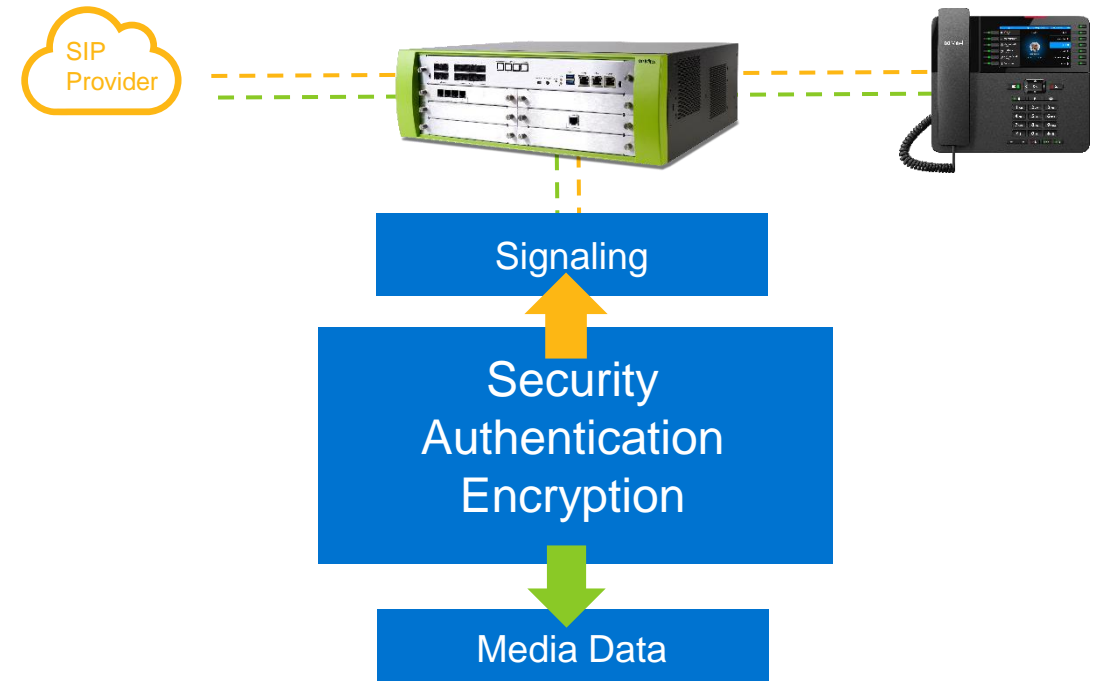 SIP
Provider
Signaling
Security
Authentication
Encryption
Media Data